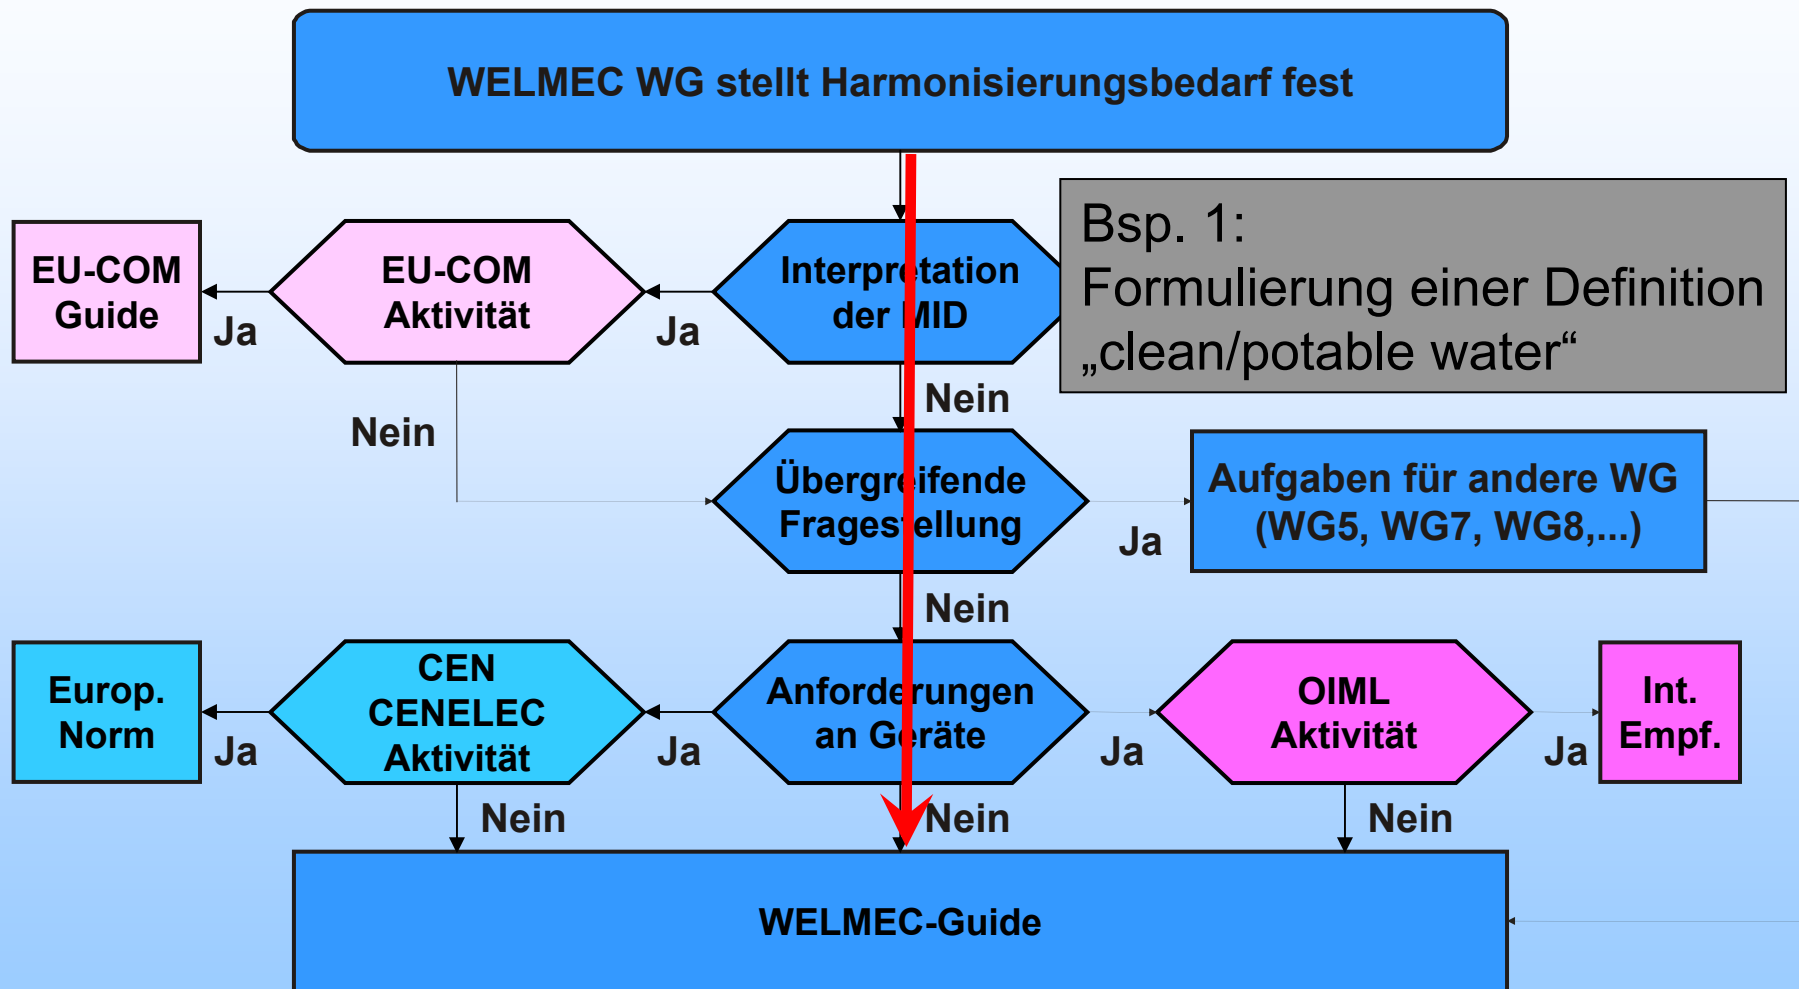 WELMEC WG stellt Harmonisierungsbedarf fest
EU-COM
Guide
Ja
EU-COM
Aktivität
Ja
Interpretation
der MID
Bsp. 1:
Formulierung einer Definition
„clean/potable water“
Nein
Nein
Übergreifende
Fragestellung
Ja
Aufgaben für andere WG
(WG5, WG7, WG8,...)
Nein
Europ.
Norm
Ja
CEN
CENELEC
Aktivität
Ja
Anforderungen
an Geräte
Ja
OIML
Aktivität
Ja
Int.
Empf.
Nein
Nein
Nein
WELMEC-Guide